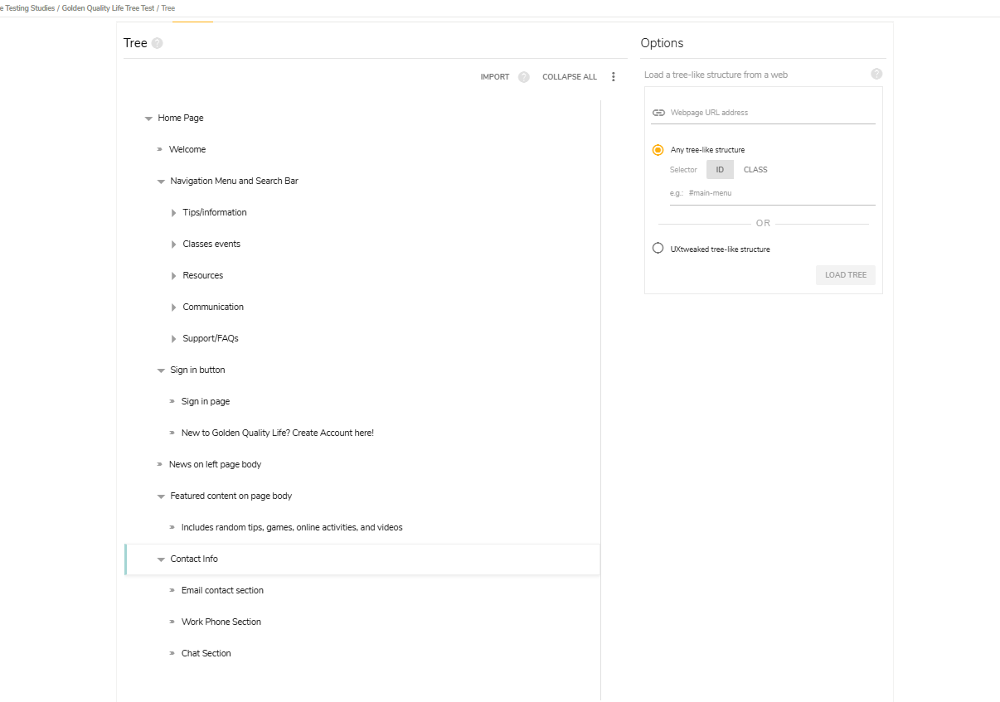 e Testing Studies / Golden Quality Life Tree Test / Tree
Tree ?
Options
IMPORT ? COLLAPSE ALL
Load a tree-like structure from a web ?
Webpage URL address
Any tree-like structure
Selector ID CLASS
e.g.: #main-menu
OR
UXtweaked tree-like structure
LOAD TREE
Home Page
Welcome
Navigation Menu and Search Bar
Tips/information
Classes events
Resources
Communication
Support/FAQs
Sign in button
Sign in page
New to Golden Quality Life? Create Account here!
News on left page body
Featured content on page body
Includes random tips, games, online activities, and videos
Contact Info
Email contact section
Work Phone Section
Chat Section